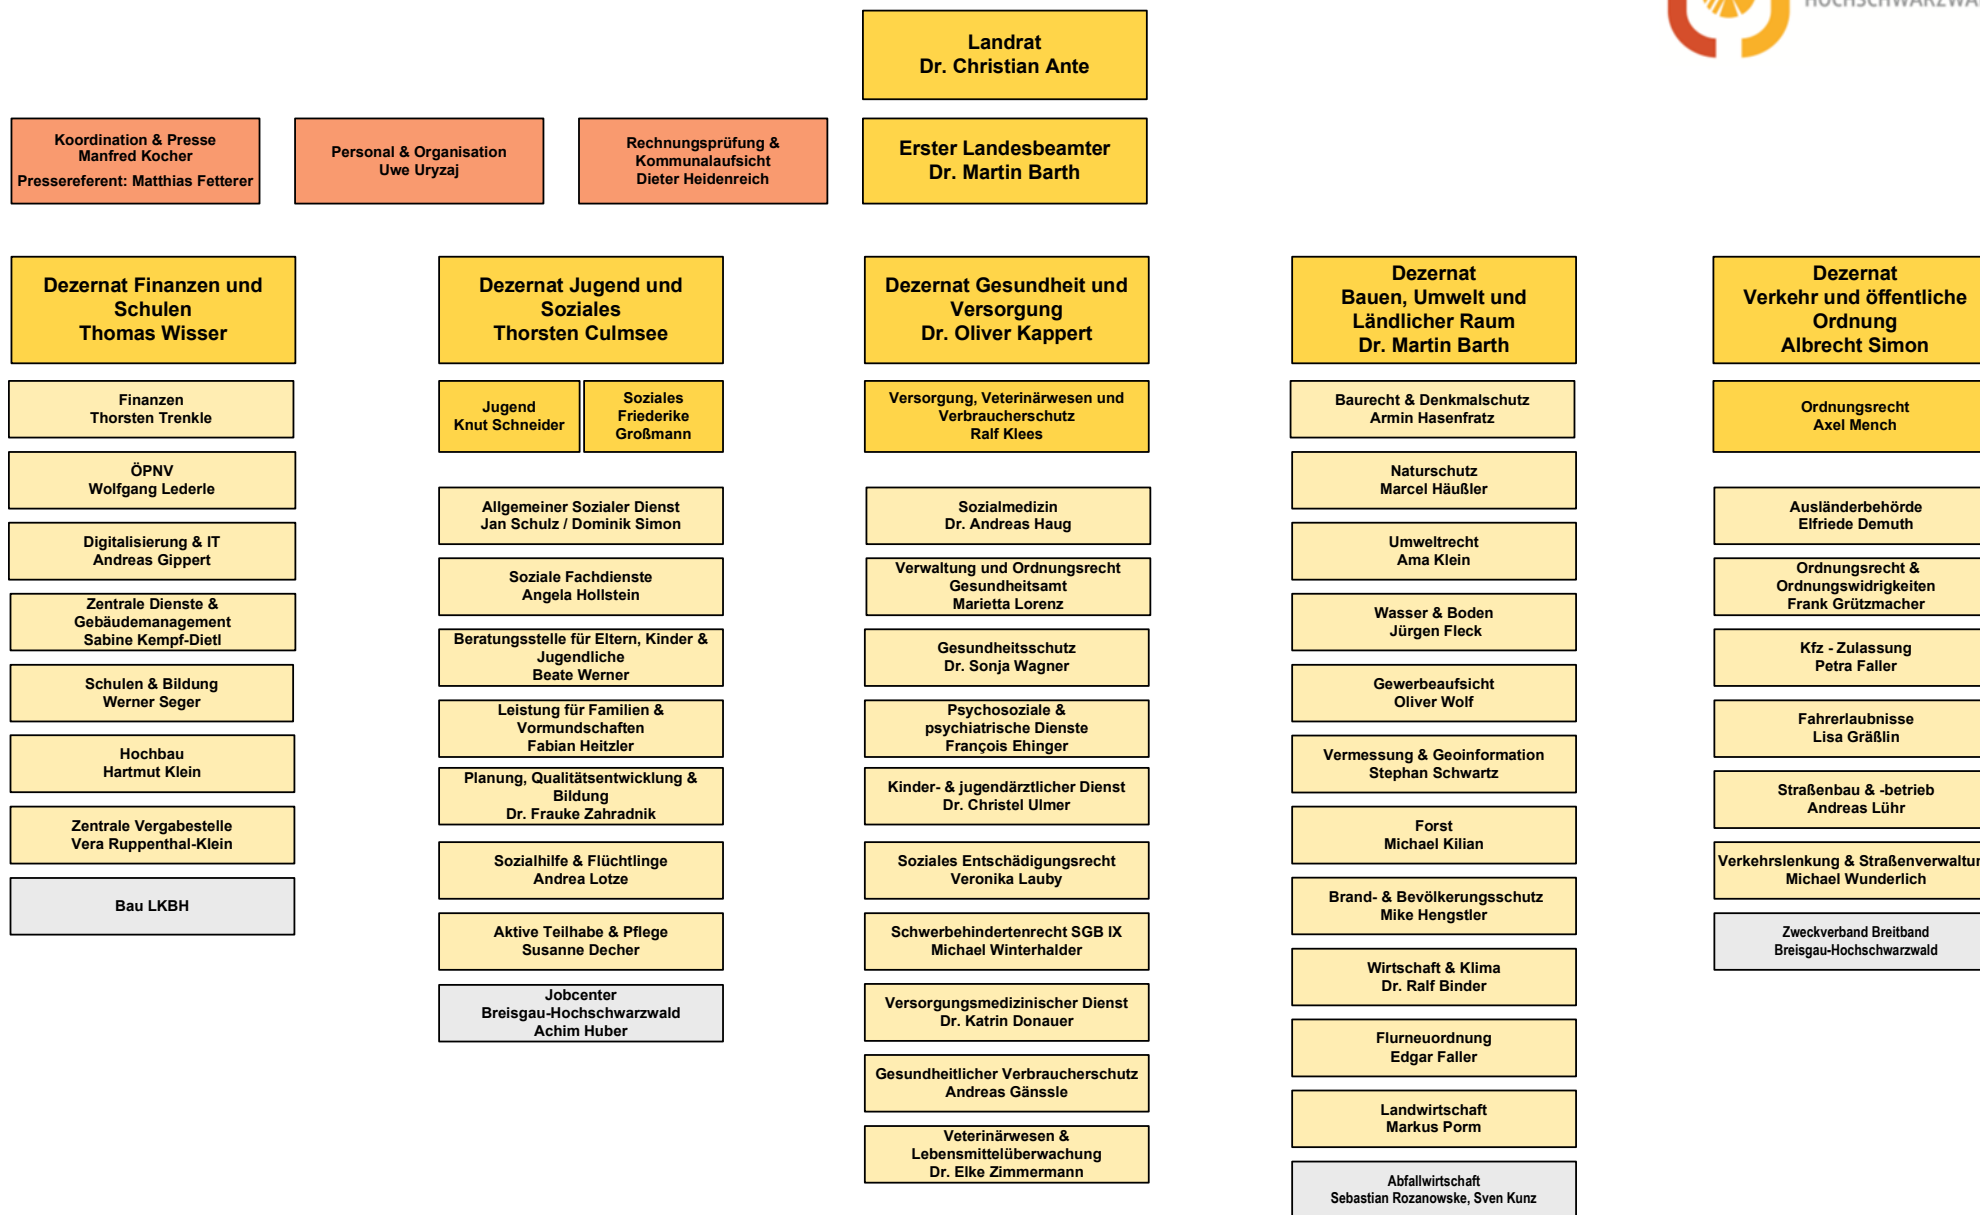 HOCHSCHWARZWA
Landrat
Dr. Christian Ante
Koordination & Presse
Manfred Kocher
Pressereferent: Matthias Fetterer
Personal & Organisation
Uwe Uryzaj
Rechnungsprüfung &
Kommunalaufsicht
Dieter Heidenreich
Erster Landesbeamter
Dr. Martin Barth
Dezernat Finanzen und
Schulen
Thomas Wisser
Finanzen
Thorsten Trenkle
ÖPNV
Wolfgang Lederle
Digitalisierung & IT
Andreas Gippert
Zentrale Dienste &
Gebäudemanagement
Sabine Kempf-Dietl
Schulen & Bildung
Werner Seger
Hochbau
Hartmut Klein
Zentrale Vergabestelle
Vera Ruppenthal-Klein
Bau LKBH
Dezernat Jugend und
Soziales
Thorsten Culmsee
Jugend
Knut Schneider
Soziales
Friederike
Großmann
Allgemeiner Sozialer Dienst
Jan Schulz / Dominik Simon
Soziale Fachdienste
Angela Hollstein
Beratungsstelle für Eltern, Kinder &
Jugendliche
Beate Werner
Leistung für Familien &
Vormundschaften
Fabian Heitzler
Planung, Qualitätsentwicklung &
Bildung
Dr. Frauke Zahradnik
Sozialhilfe & Flüchtlinge
Andrea Lotze
Aktive Teilhabe & Pflege
Susanne Decher
Jobcenter
Breisgau-Hochschwarzwald
Achim Huber
Dezernat Gesundheit und
Versorgung
Dr. Oliver Kappert
Versorgung, Veterinärwesen und
Verbraucherschutz
Ralf Klees
Sozialmedizin
Dr. Andreas Haug
Verwaltung und Ordnungsrecht
Gesundheitsamt
Marietta Lorenz
Gesundheitsschutz
Dr. Sonja Wagner
Psychosoziale &
psychiatrische Dienste
François Ehinger
Kinder- & jugendärztlicher Dienst
Dr. Christel Ulmer
Soziales Entschädigungsrecht
Veronika Lauby
Schwerbehindertenrecht SGB IX
Michael Winterhalder
Versorgungsmedizinischer Dienst
Dr. Katrin Donauer
Gesundheitlicher Verbraucherschutz
Andreas Gänssle
Veterinärwesen &
Lebensmittelüberwachung
Dr. Elke Zimmermann
Dezernat
Bauen, Umwelt und
Ländlicher Raum
Dr. Martin Barth
Baurecht & Denkmalschutz
Armin Hasenfratz
Naturschutz
Marcel Häußler
Umweltrecht
Ama Klein
Wasser & Boden
Jürgen Fleck
Gewerbeaufsicht
Oliver Wolf
Vermessung & Geoinformation
Stephan Schwartz
Forst
Michael Kilian
Brand- & Bevölkerungsschutz
Mike Hengstler
Wirtschaft & Klima
Dr. Ralf Binder
Flurneuordnung
Edgar Faller
Landwirtschaft
Markus Porm
Abfallwirtschaft
Sebastian Rozanowske, Sven Kunz
Dezernat
Verkehr und öffentliche
Ordnung
Albrecht Simon
Ordnungsrecht
Axel Mench
Ausländerbehörde
Elfriede Demuth
Ordnungsrecht &
Ordnungswidrigkeiten
Frank Grützmacher
Kfz - Zulassung
Petra Faller
Fahrerlaubnisse
Lisa Gräßlin
Straßenbau & -betrieb
Andreas Lühr
Verkehrslenkung & Straßenverwaltun
Michael Wunderlich
Zweckverband Breitband
Breisgau-Hochschwarzwald